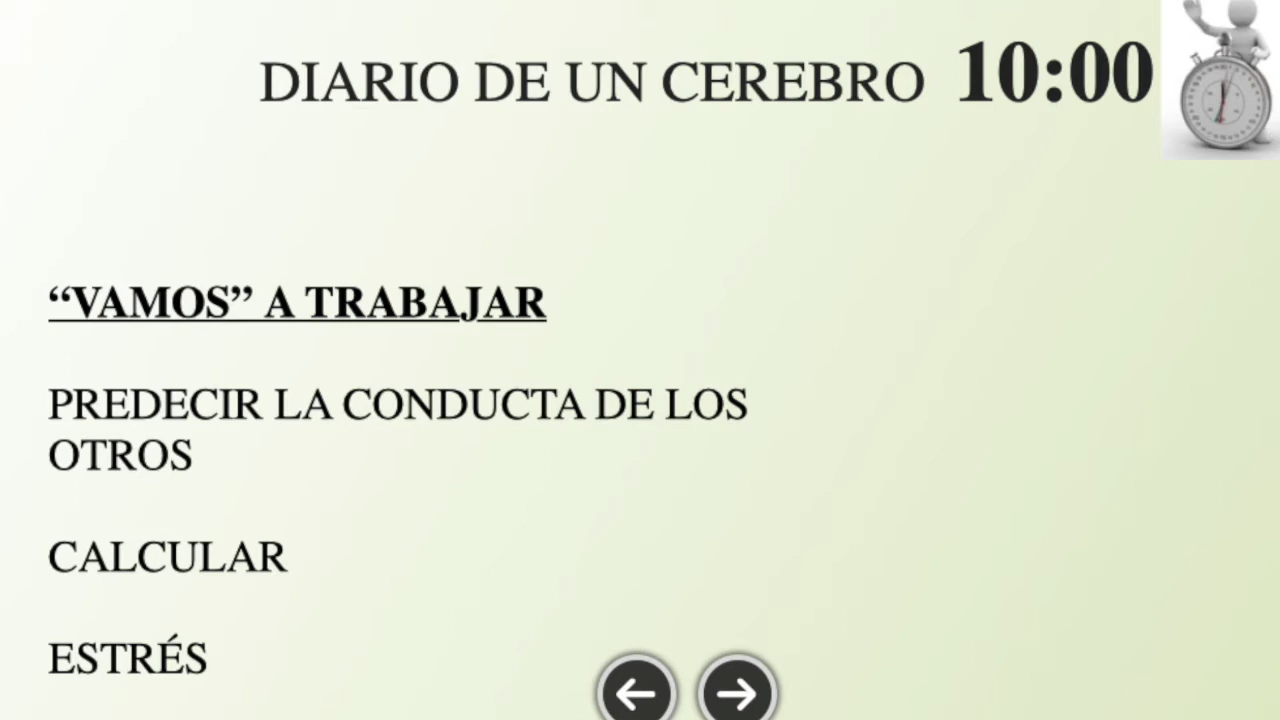 DIARIO DE UN CEREBRO 10:00
“VAMOS” A TRABAJAR
PREDECIR LA CONDUCTA DE LOS
OTROS
CALCULAR
ESTRÉS